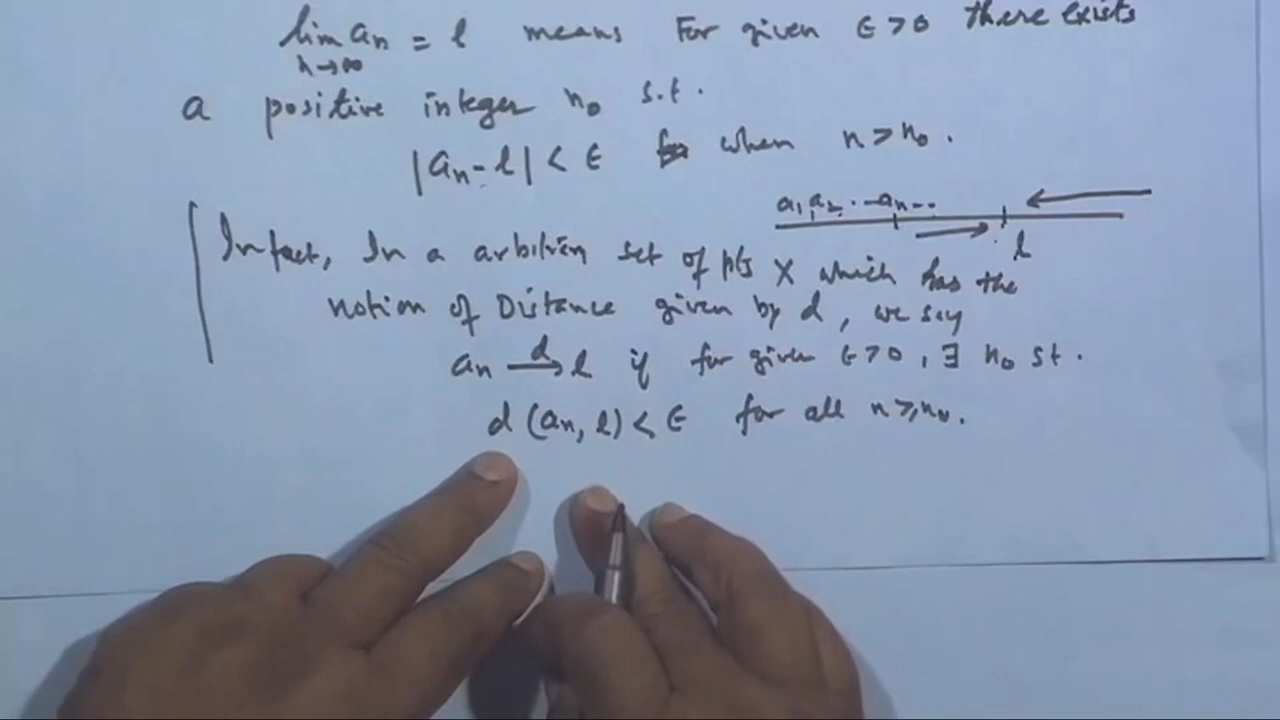 lim an = l means For given ε > 0 there exists
n→∞
a positive integer n₀ s.t.
|an - l| < ε when n > n₀.
a₁, a₂ .. an ..
l
Infact, In a arbitrary set of pts X which has the
notion of Distance given by d, we say
an →d l if for given ε > 0, ∃ n₀ st.
d (an, l) < ε for all n ≥ n₀.